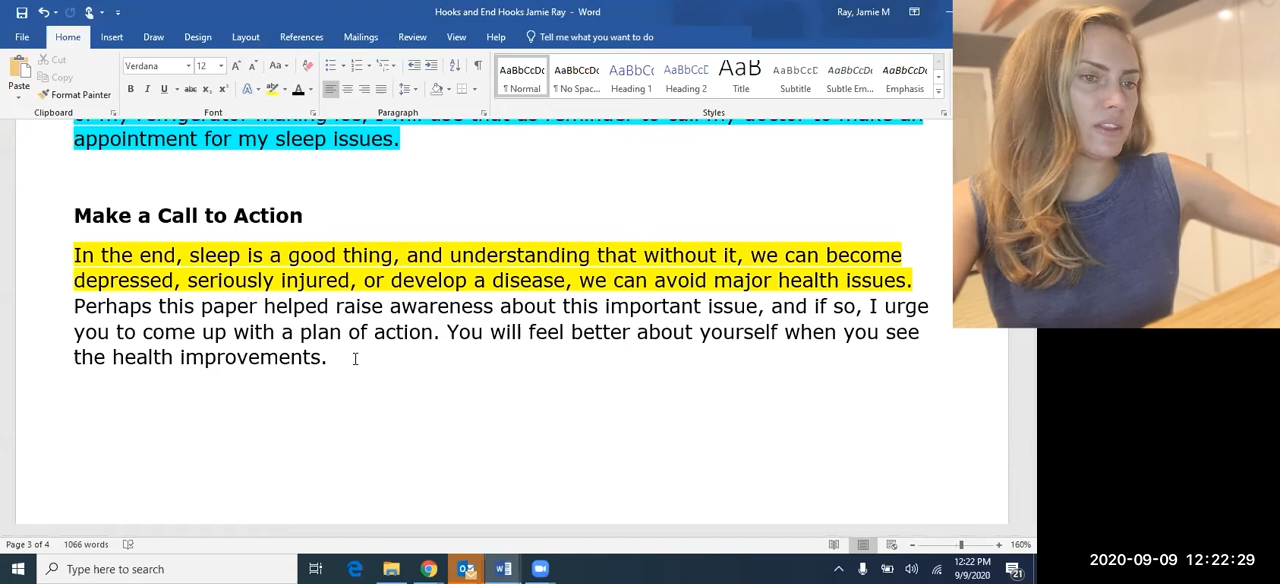 Hooks and End Hooks Jamie Ray - Word
Ray, Jamie M
File Home Insert Draw Design Layout References Mailings Review View Help Tell me what you want to do
Paste
Cut
Copy
Format Painter
Clipboard
Verdana 12
Font
Paragraph
AaBbCcDc AaBbCcDc AaBbC AaBbCcD AaB AaBbCcD AaBbCcDc AaBbCcDc
¶ Normal ¶ No Spac... Heading 1 Heading 2 Title Subtitle Subtle Em... Emphasis
Styles
appointment for my sleep issues.
Make a Call to Action
In the end, sleep is a good thing, and understanding that without it, we can become
depressed, seriously injured, or develop a disease, we can avoid major health issues.
Perhaps this paper helped raise awareness about this important issue, and if so, I urge
you to come up with a plan of action. You will feel better about yourself when you see
the health improvements.
Page 3 of 4 1066 words
160%
Type here to search
12:22 PM
9/9/2020
21
2020-09-09 12:22:29